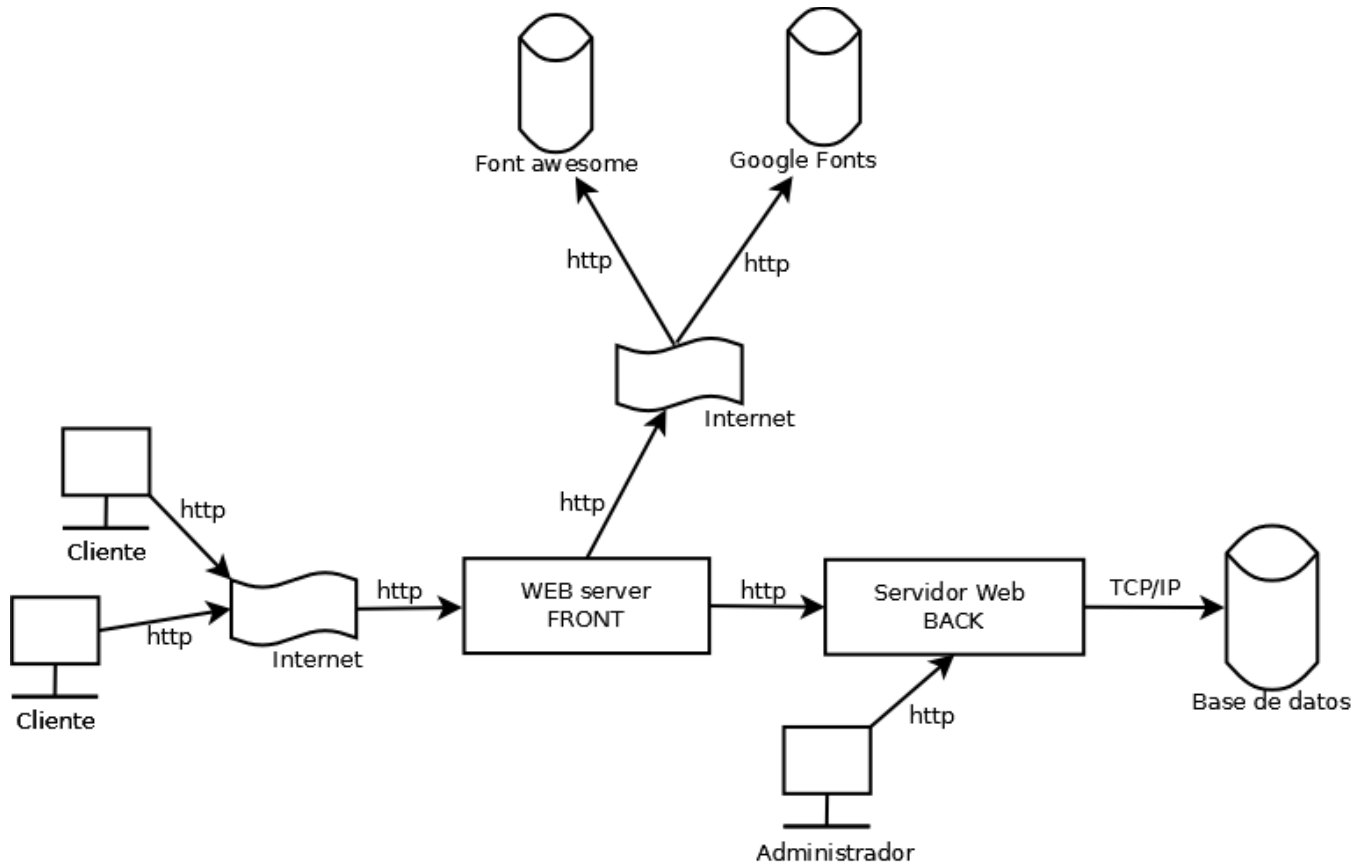 Font awesome
Google Fonts
http
http
Internet
http
http
Cliente
http
Cliente
Internet
http
WEB server
FRONT
http
Servidor Web
BACK
TCP/IP
Base de datos
http
Administrador